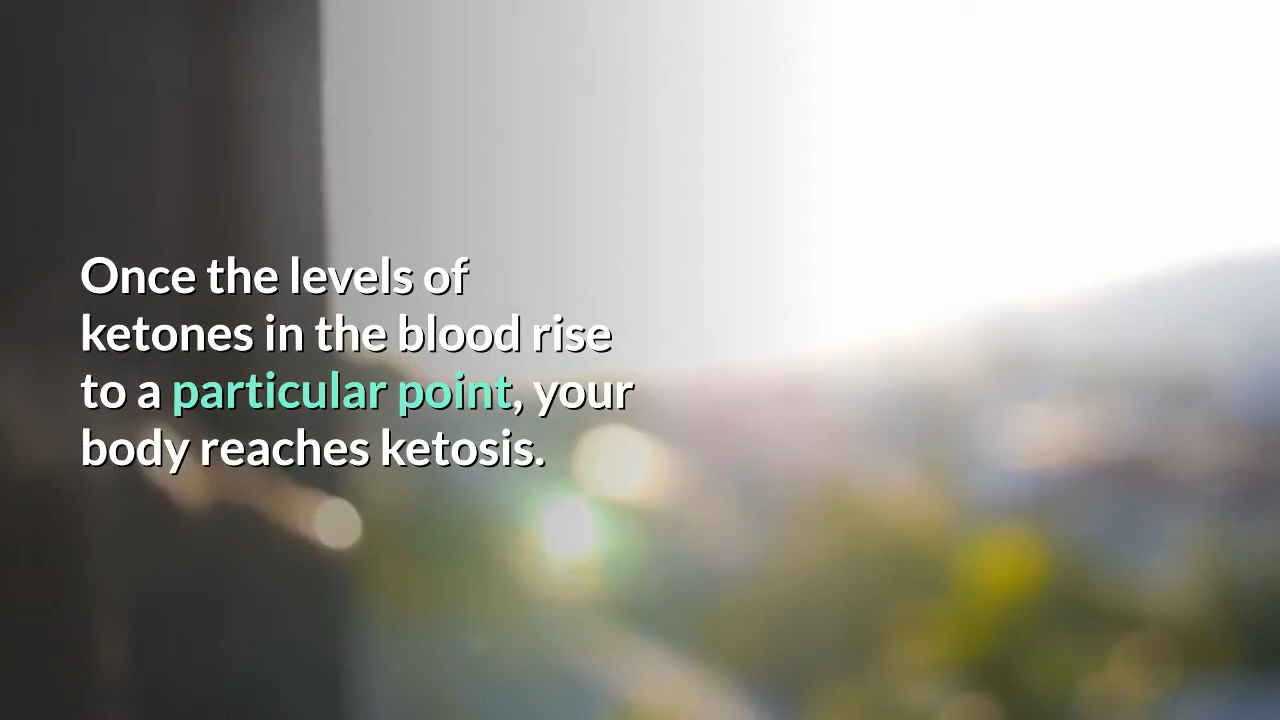 Once the levels of
ketones in the blood rise
to a particular point, your
body reaches ketosis.